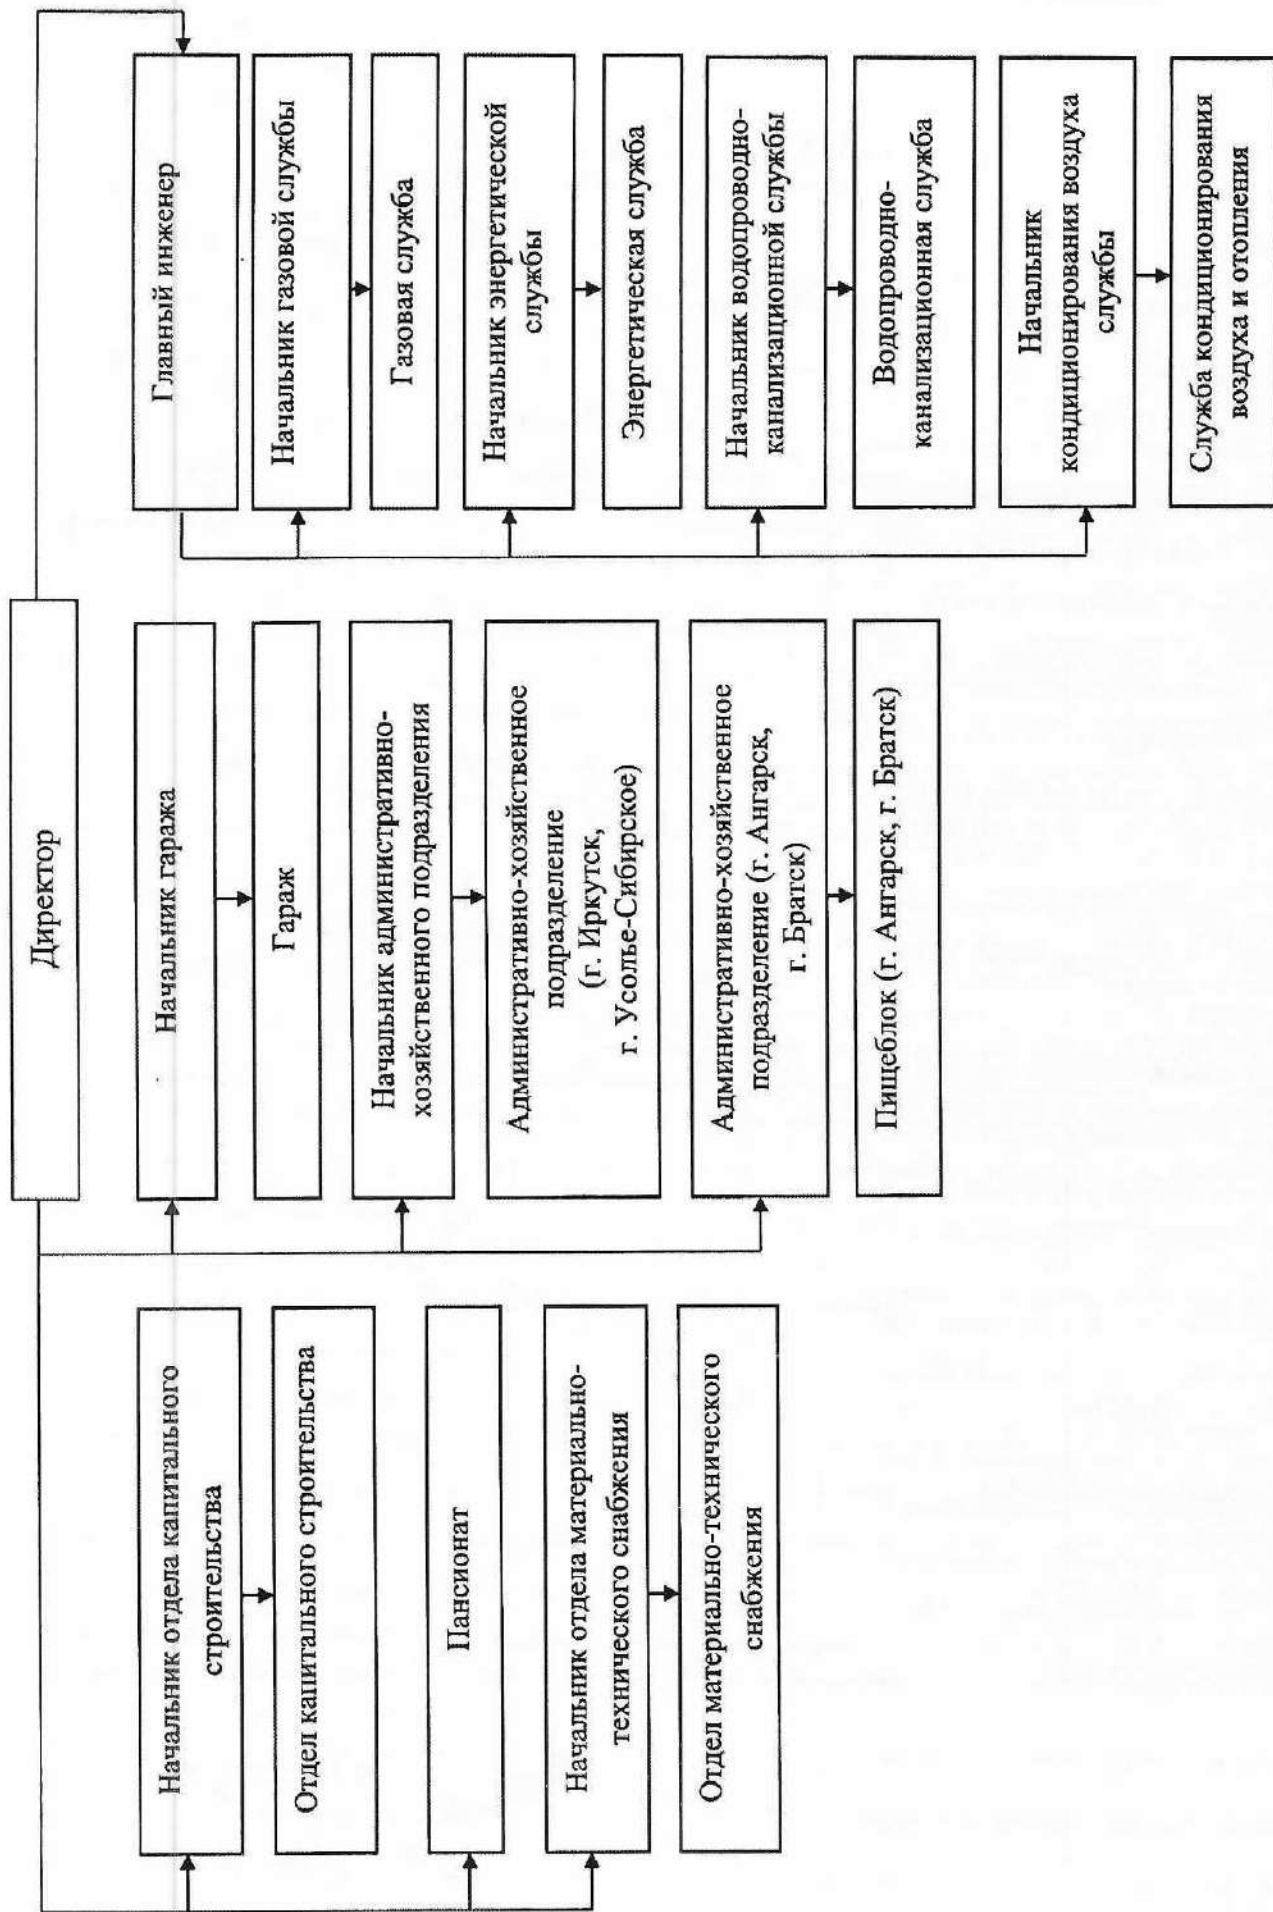 Директор
Начальник отдела капитального
строительства
Отдел капитального строительства
Пансионат
Начальник отдела материально-
технического снабжения
Отдел материально-технического
снабжения
Начальник гаража
Гараж
Начальник административно-
хозяйственного подразделения
Административно-хозяйственное
подразделение
(г. Иркутск,
г. Усолье-Сибирское)
Административно-хозяйственное
подразделение (г. Ангарск,
г. Братск)
Пищеблок (г. Ангарск, г. Братск)
Главный инженер
Начальник газовой службы
Газовая служба
Начальник энергетической
службы
Энергетическая служба
Начальник водопроводно-
канализационной службы
Водопроводно-
канализационная служба
Начальник
кондиционирования воздуха
службы
Служба кондиционирования
воздуха и отопления